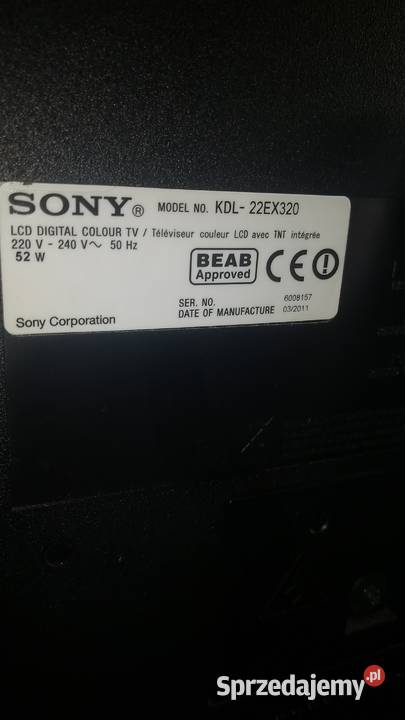 SONY® MODEL NO. KDL- 22EX320
LCD DIGITAL COLOUR TV / Téléviseur couleur LCD avec TNT intégrée
220 V - 240 V~ 50 Hz
52 W
BEAB
Approved
CE
SER. NO. 6008157
DATE OF MANUFACTURE 03/2011
Sony Corporation
Sprzedajemy.pl